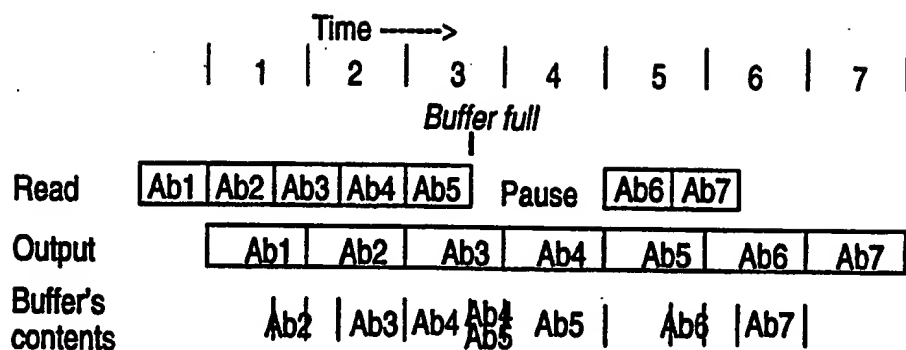 Time ---->
| 1 | 2 | 3 | 4 | 5 | 6 | 7
Buffer full
Read Ab1 Ab2 Ab3 Ab4 Ab5 Pause Ab6 Ab7
Output Ab1 Ab2 Ab3 Ab4 Ab5 Ab6 Ab7
Buffer's contents Ab2 Ab3 Ab4 Ab4 Ab5 Ab5 Ab6 Ab7